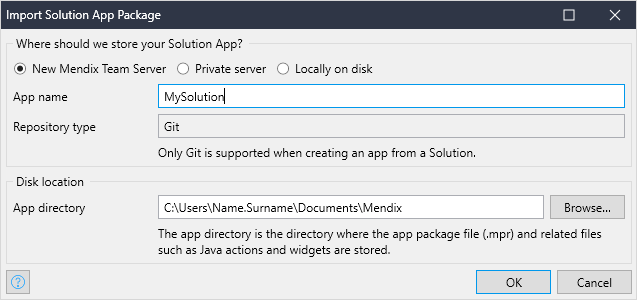 Import Solution App Package
Where should we store your Solution App?
New Mendix Team Server Private server Locally on disk
App name MySolution
Repository type Git
Only Git is supported when creating an app from a Solution.
Disk location
App directory C:\Users\Name.Surname\Documents\Mendix Browse...
The app directory is the directory where the app package file (.mpr) and related files
such as Java actions and widgets are stored.
? OK Cancel